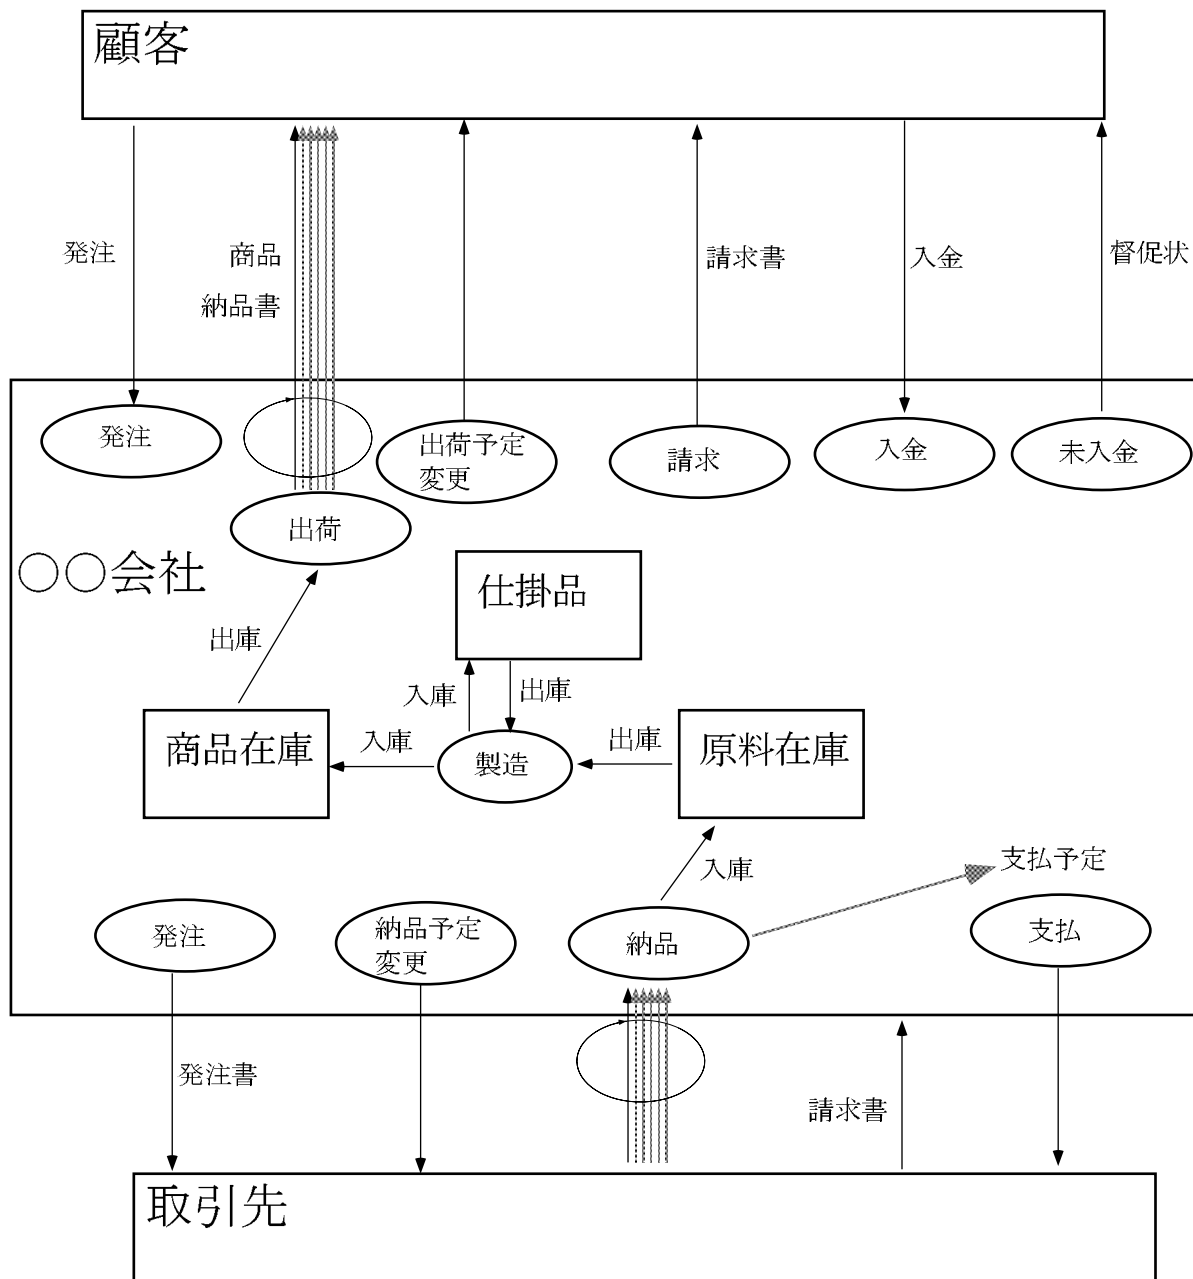 顧客
発注
商品
納品書
請求書
入金
督促状
発注
出荷予定
変更
請求
入金
未入金
出荷
○○会社
仕掛品
出庫
入庫
出庫
商品在庫
入庫
製造
出庫
原料在庫
入庫
支払予定
発注
納品予定
変更
納品
支払
発注書
請求書
取引先